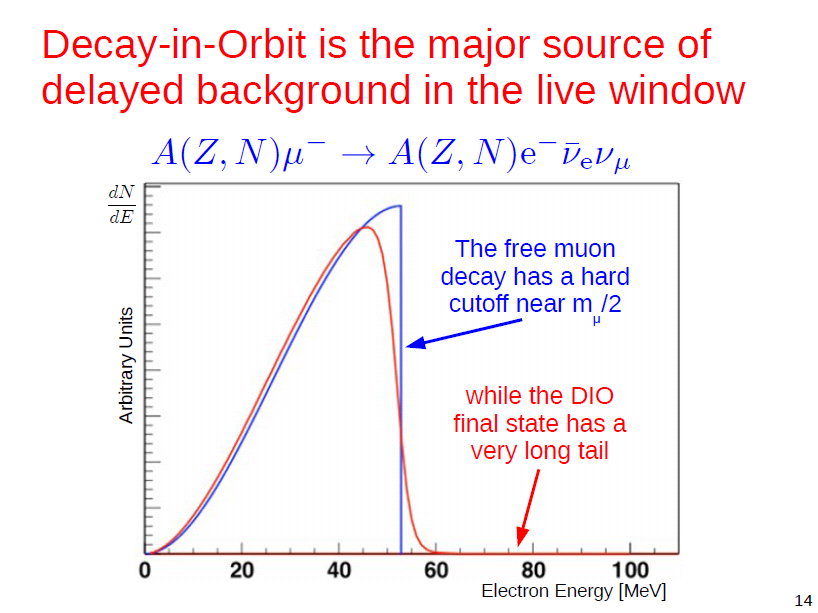 Decay-in-Orbit is the major source of
delayed background in the live window
A(Z, N)μ⁻ → A(Z, N)e⁻ν̄ₑν_μ
dN
dE
The free muon
decay has a hard
cutoff near m_μ/2
while the DIO
final state has a
very long tail
Arbitrary Units
0 20 40 60 80 100
Electron Energy [MeV]
14